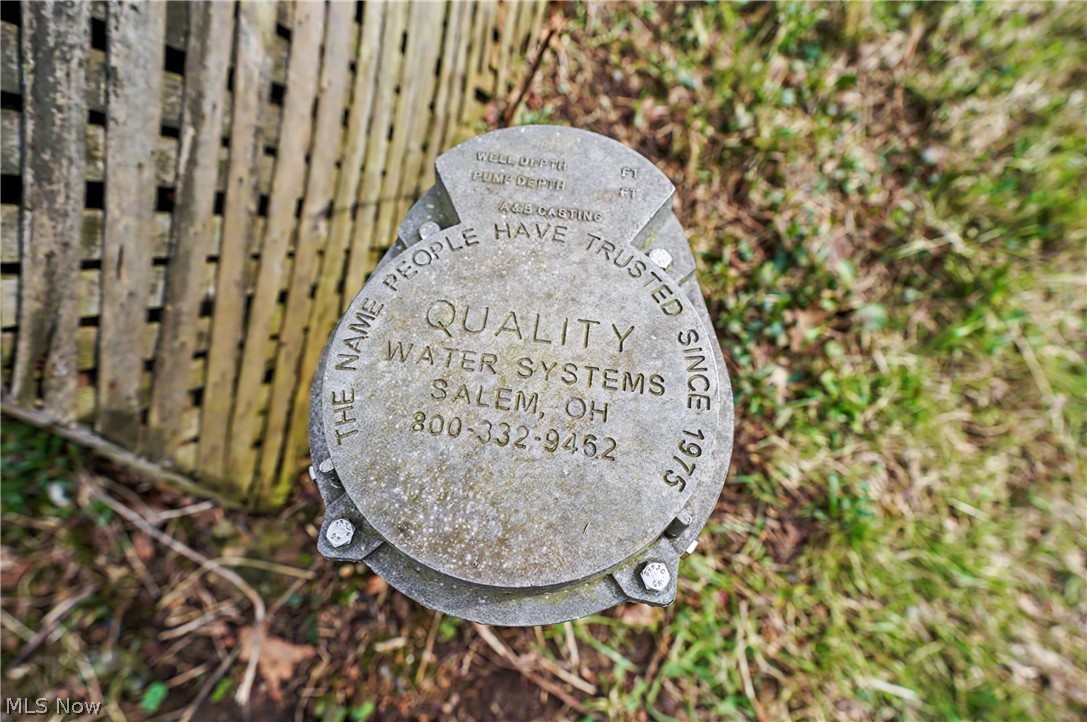 WELL DEPTH FT
PUMP DEPTH FT
A&B CASTING
THE NAME PEOPLE HAVE TRUSTED SINCE 1975
QUALITY
WATER SYSTEMS
SALEM, OH
800-332-9452
MLS Now